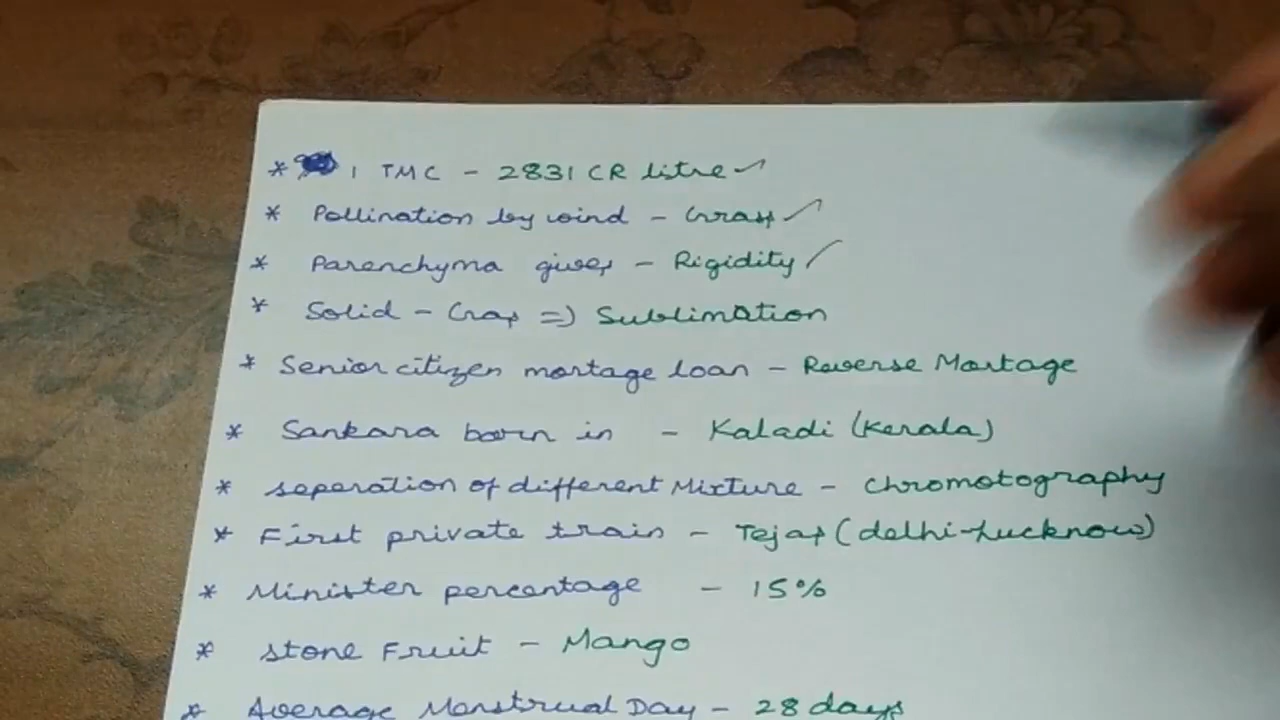 * 1 TMC - 2831 CR litre ✓
* Pollination by wind - Grass ✓
* Parenchyma gives - Rigidity ✓
* Solid - Gas => Sublimation
* Senior citizen mortage loan - Reverse Mortage
* Sankara born in - Kaladi (Kerala)
* seperation of different Mixture - Chromotography
* First private train - Tejas (delhi-Lucknow)
* Minister percentage - 15%
* Stone Fruit - Mango
* Average Menstrual Day - 28 days